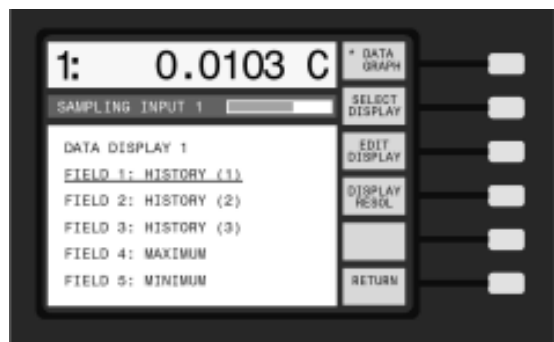 1: 0.0103 C
SAMPLING INPUT 1
DATA DISPLAY 1
FIELD 1: HISTORY (1)
FIELD 2: HISTORY (2)
FIELD 3: HISTORY (3)
FIELD 4: MAXIMUM
FIELD 5: MINIMUM
* DATA
GRAPH
SELECT
DISPLAY
EDIT
DISPLAY
DISPLAY
RESOL
RETURN